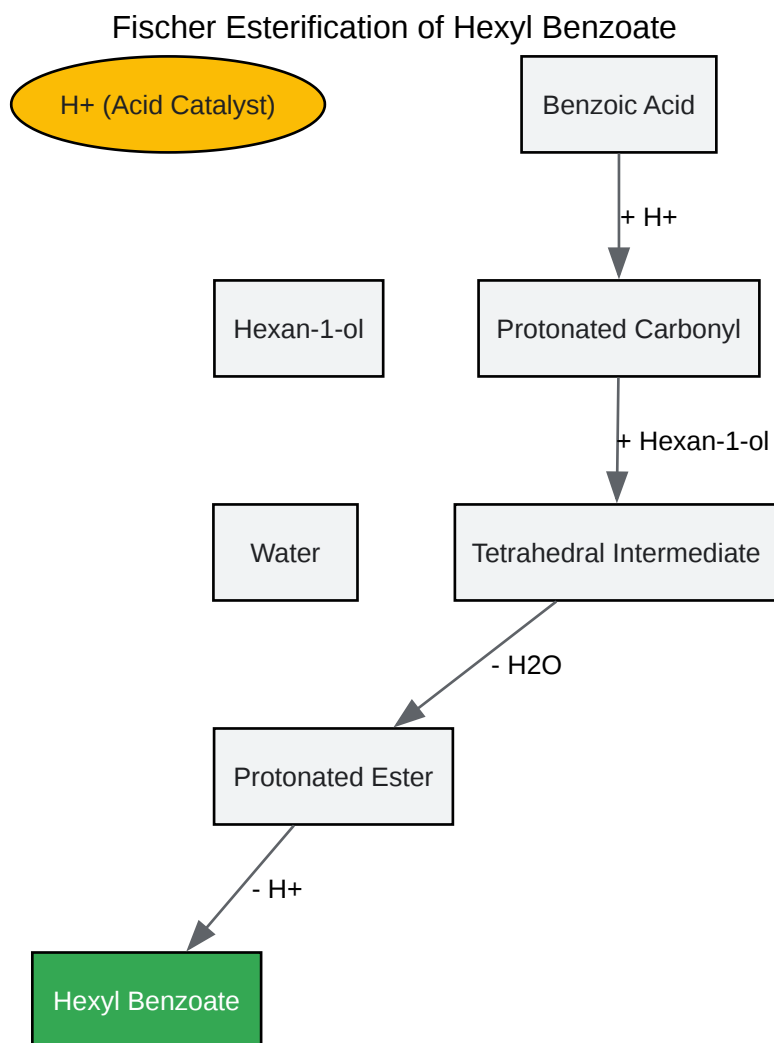 Fischer Esterification of Hexyl Benzoate
H+ (Acid Catalyst)
Benzoic Acid
+ H+
Hexan-1-ol
Protonated Carbonyl
+ Hexan-1-ol
Water
Tetrahedral Intermediate
- H2O
Protonated Ester
- H+
Hexyl Benzoate